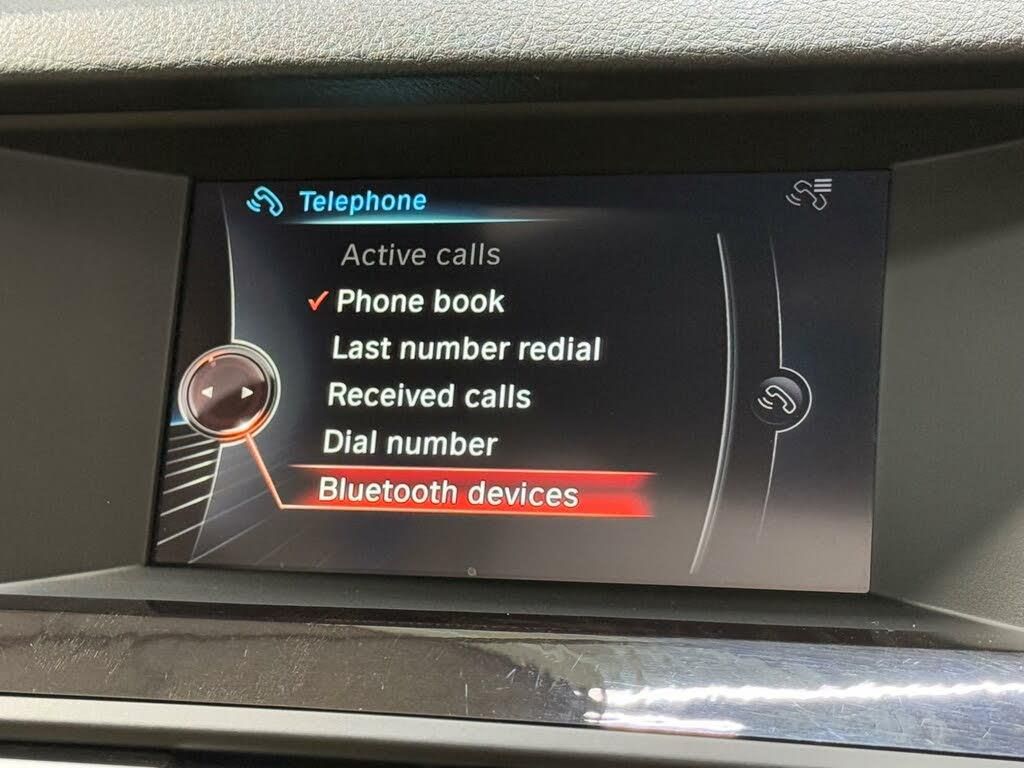 Telephone
Active calls
Phone book
Last number redial
Received calls
Dial number
Bluetooth devices